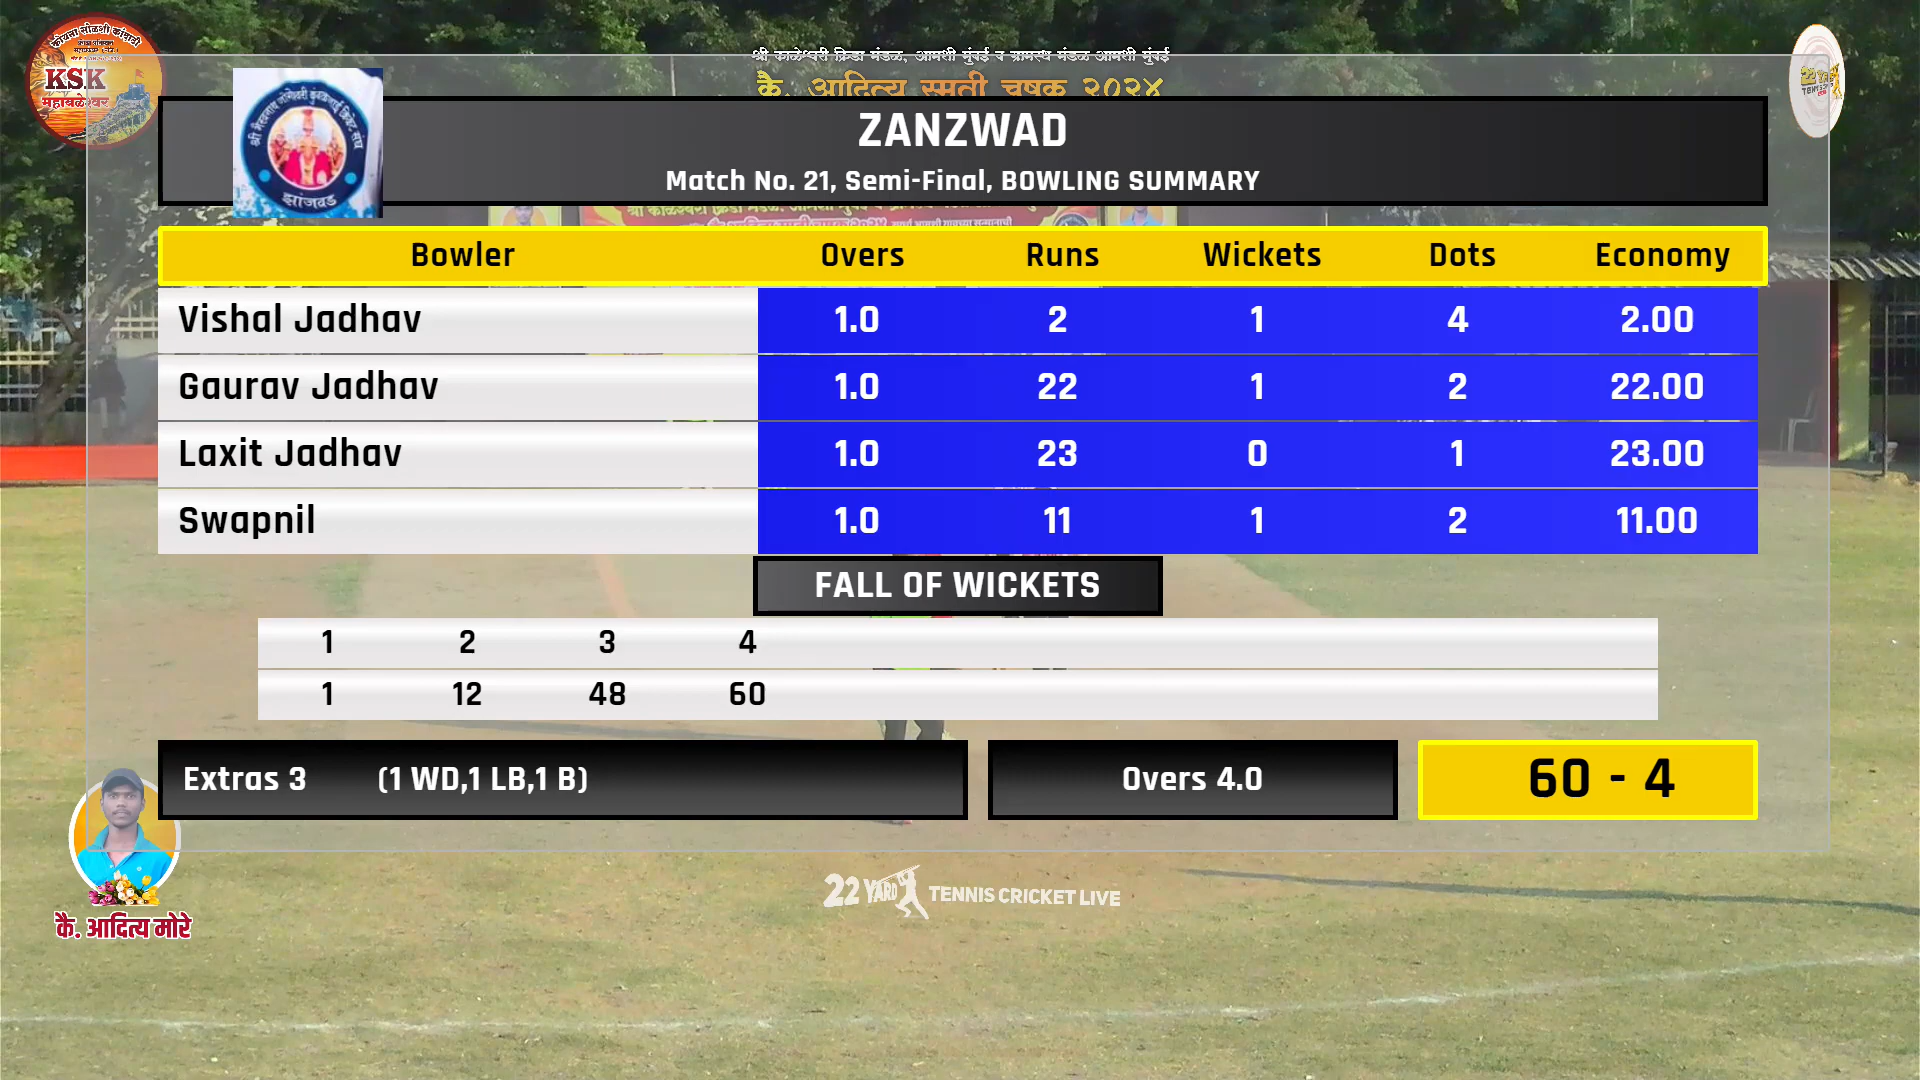 श्री काळेश्वरी क्रिडा मंडळ, आमशी मुंबई व ग्रामस्थ मंडळ आमशी मुंबई
कै. आदित्य स्मृती चषक २०२४
KSK
महाबळेश्वर
झांजवड
ZANZWAD
Match No. 21, Semi-Final, BOWLING SUMMARY
Bowler Overs Runs Wickets Dots Economy
Vishal Jadhav 1.0 2 1 4 2.00
Gaurav Jadhav 1.0 22 1 2 22.00
Laxit Jadhav 1.0 23 0 1 23.00
Swapnil 1.0 11 1 2 11.00
FALL OF WICKETS
1 2 3 4
1 12 48 60
Extras 3 (1 WD,1 LB,1 B) Overs 4.0 60 - 4
22 YARD TENNIS CRICKET LIVE
कै. आदित्य मोरे